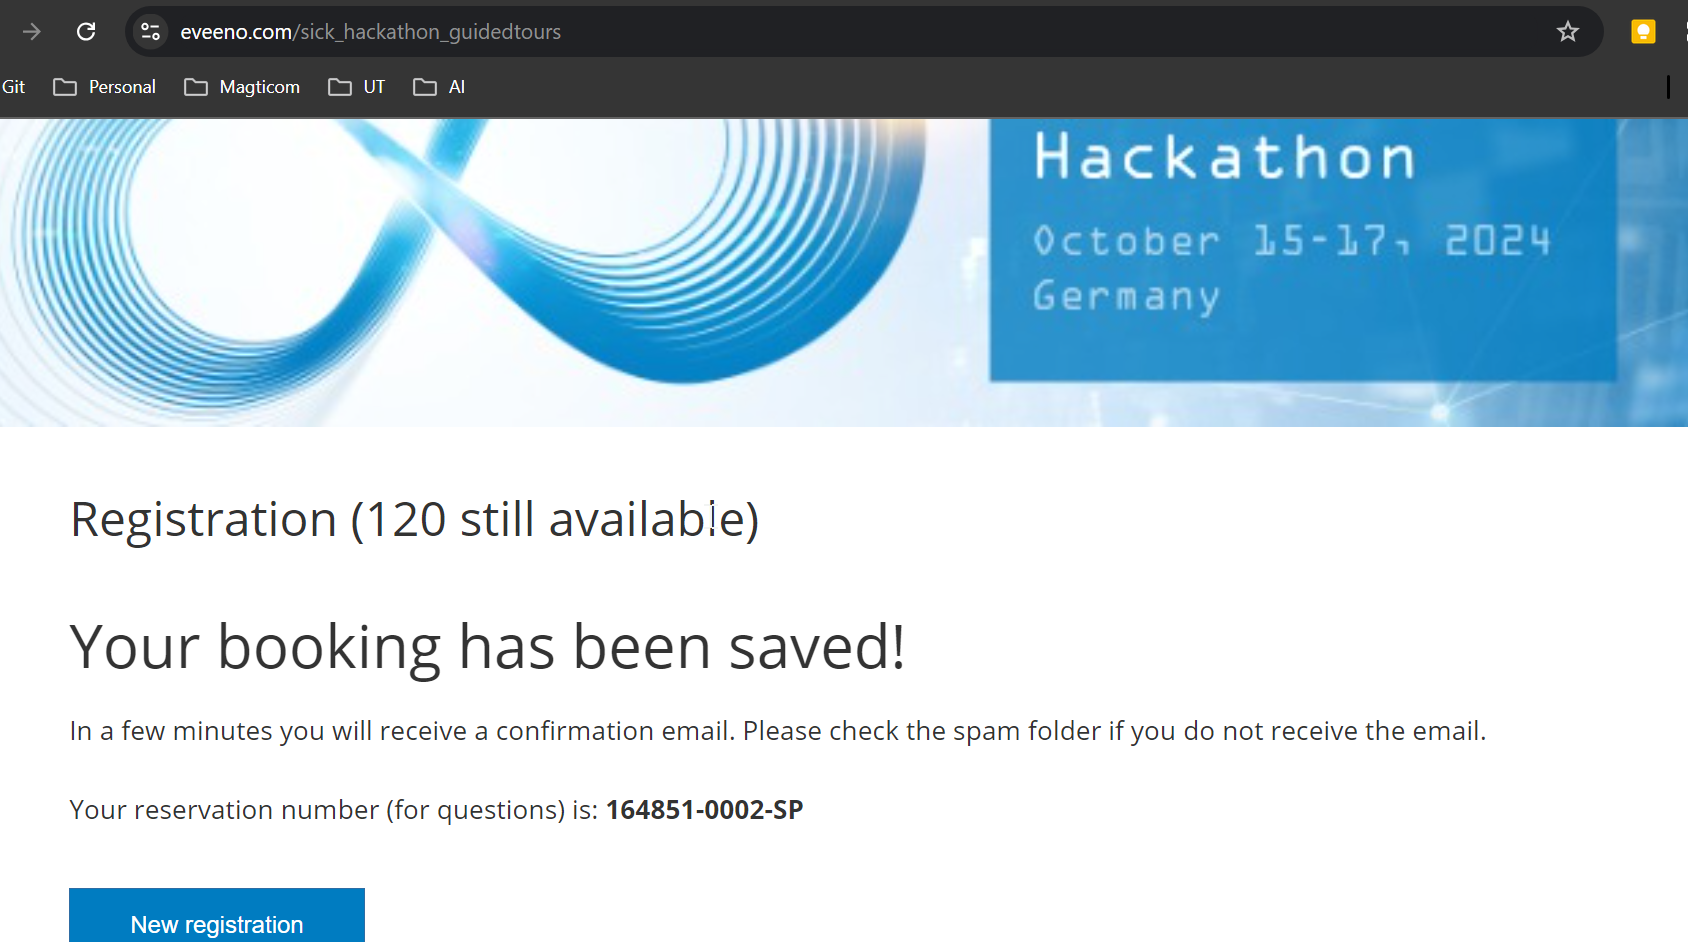 eveeno.com/sick_hackathon_guidedtours
Git Personal Magticom UT AI
Hackathon
October 15-17, 2024
Germany
Registration (120 still available)
Your booking has been saved!
In a few minutes you will receive a confirmation email. Please check the spam folder if you do not receive the email.
Your reservation number (for questions) is: 164851-0002-SP
New registration